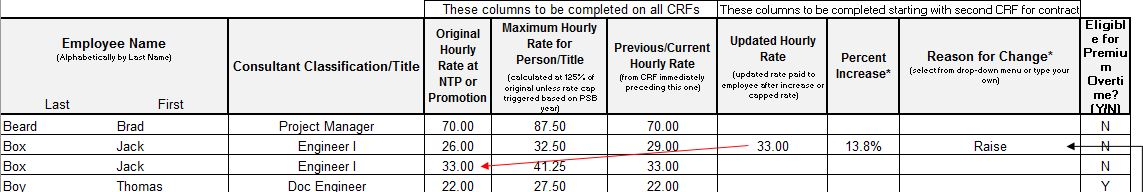 These columns to be completed on all CRFs These columns to be completed starting with second CRF for contract
Employee Name
(Alphabetically by Last Name)
Last First
Consultant Classification/Title
Original
Hourly
Rate at
NTP or
Promotion
Maximum Hourly
Rate for
Person/Title
(calculated at 125% of
original unless rate cap
triggered based on PSB
year)
Previous/Current
Hourly Rate
(from CRF immediately
preceding this one)
Updated Hourly
Rate
(updated rate paid to
employee after increase or
capped rate)
Percent
Increase*
Reason for Change*
(select from drop-down menu or type your
own)
Eligibl
e for
Premiu
m
Overti
me?
(Y/N)
Beard Brad Project Manager 70.00 87.50 70.00 N
Box Jack Engineer I 26.00 32.50 29.00 33.00 13.8% Raise N
Box Jack Engineer I 33.00 41.25 33.00 N
Boy Thomas Doc Engineer 22.00 27.50 22.00 Y